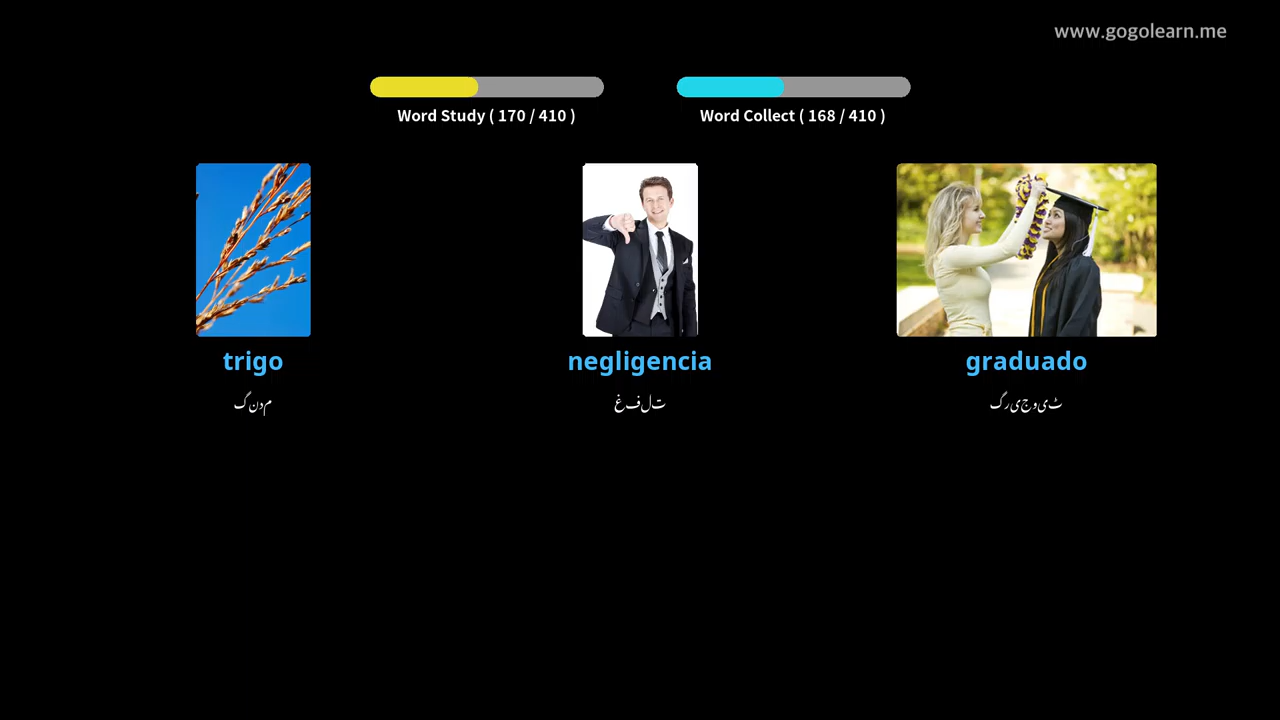 www.gogolearn.me
Word Study ( 170 / 410 )
Word Collect ( 168 / 410 )
trigo
negligencia
graduado
گندم
غفلت
گریجویٹ